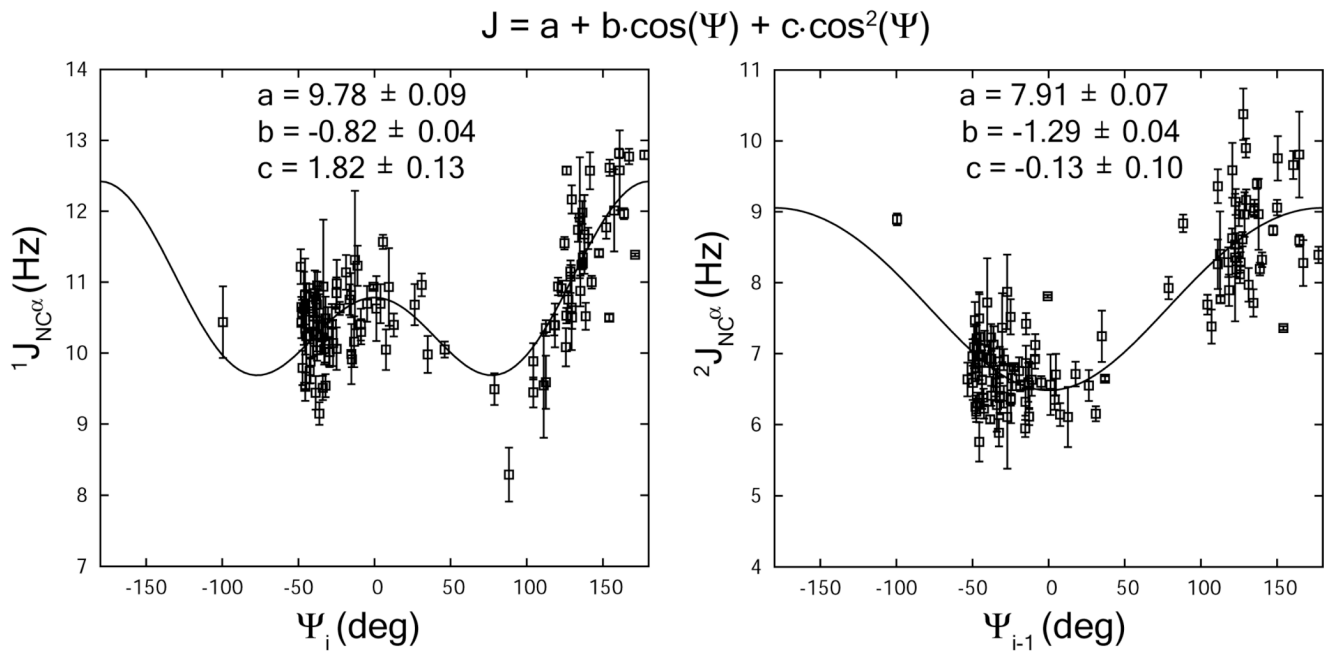 J = a + b·cos(Ψ) + c·cos²(Ψ)
a = 9.78 ± 0.09
b = -0.82 ± 0.04
c = 1.82 ± 0.13
14
13
12
11
10
9
8
7
¹J_NCα (Hz)
-150 -100 -50 0 50 100 150
Ψ_i (deg)
a = 7.91 ± 0.07
b = -1.29 ± 0.04
c = -0.13 ± 0.10
11
10
9
8
7
6
5
4
²J_NCα (Hz)
-150 -100 -50 0 50 100 150
Ψ_i-1 (deg)